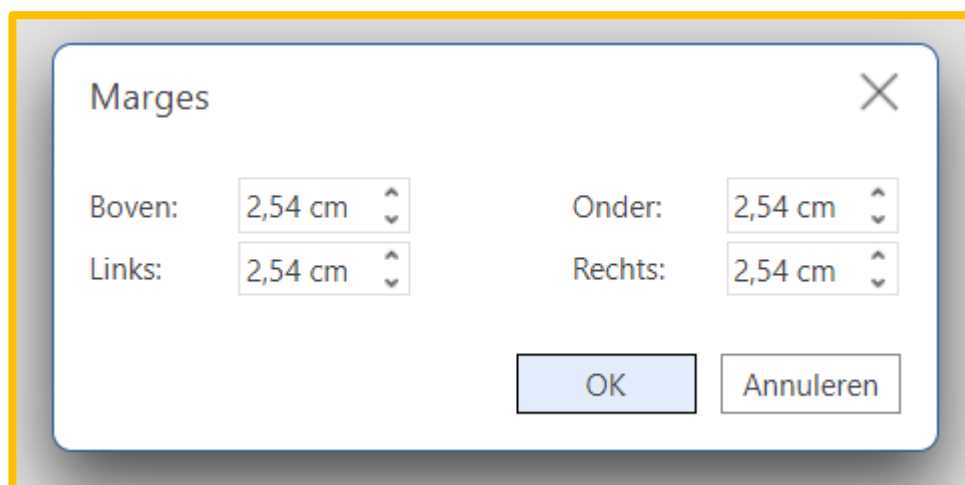 Marges
Boven: 2,54 cm Onder: 2,54 cm
Links: 2,54 cm Rechts: 2,54 cm
OK Annuleren